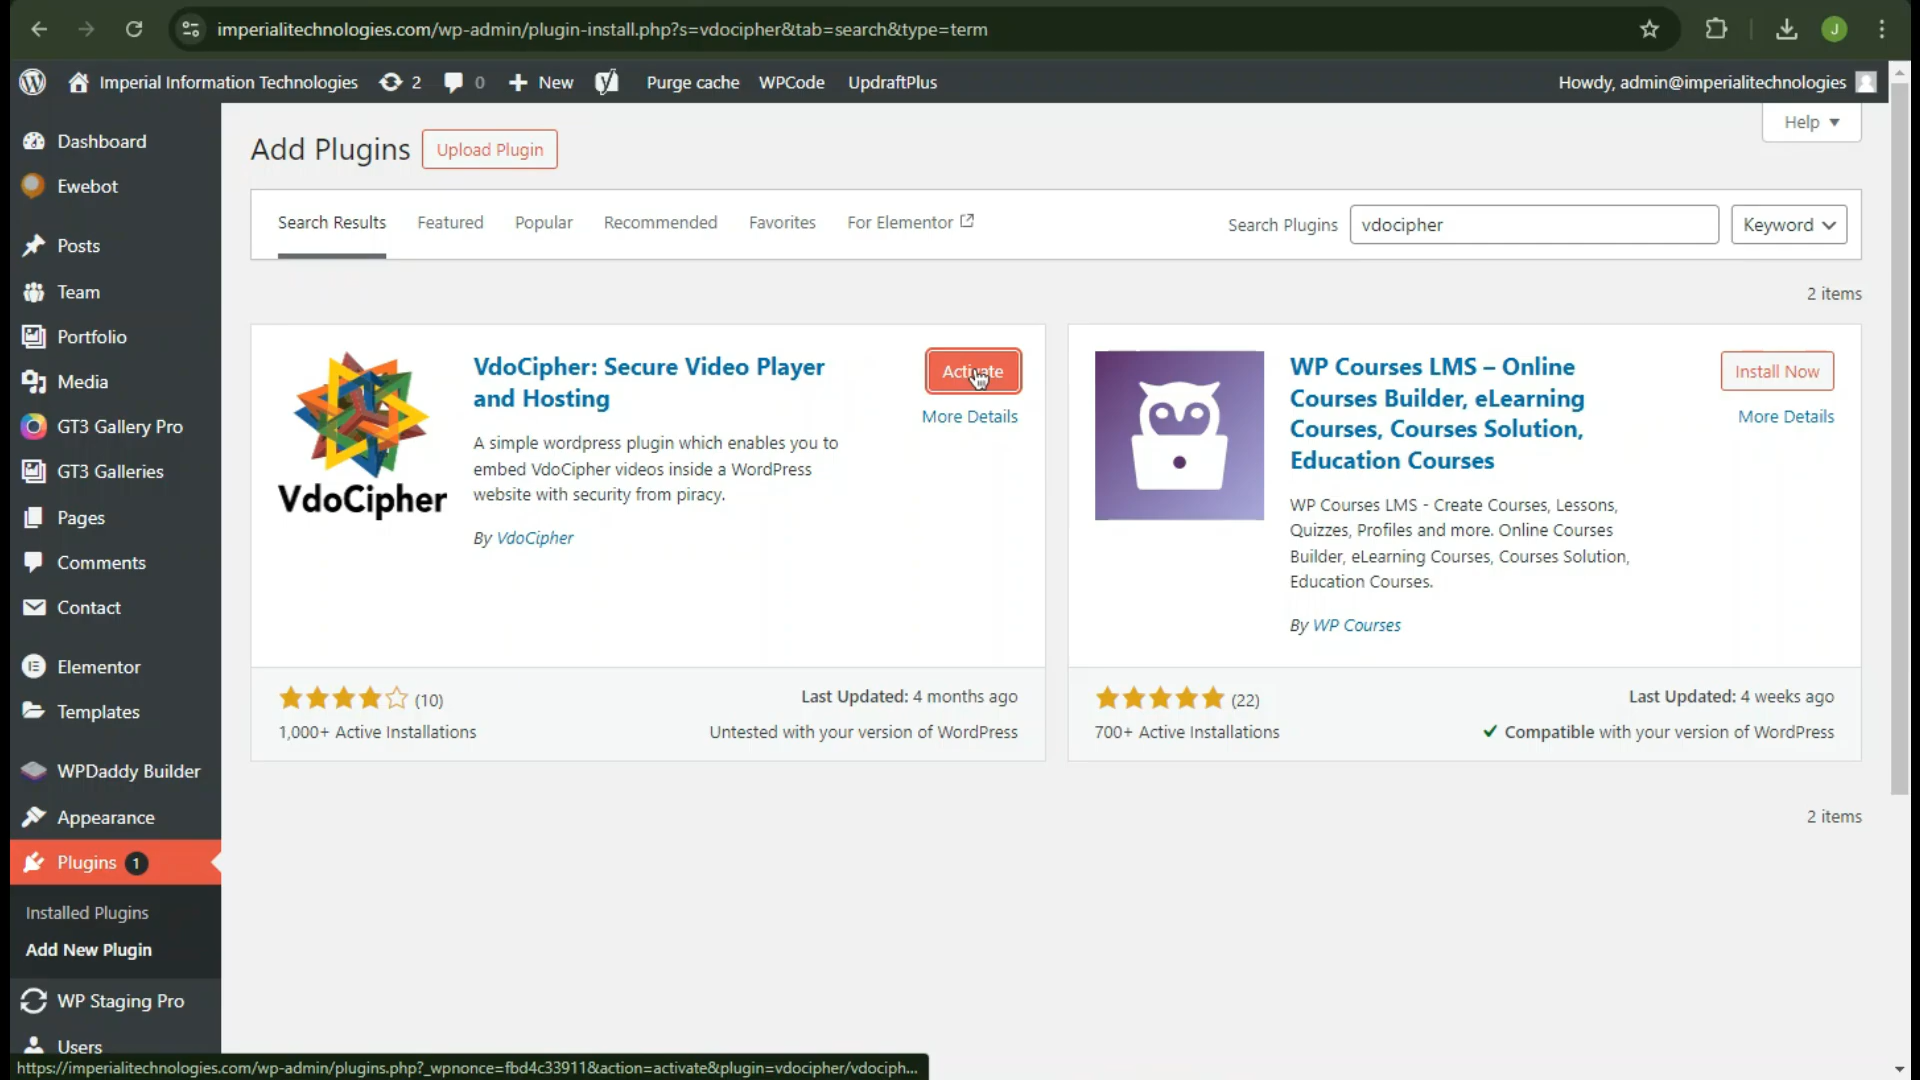 imperialitechnologies.com/wp-admin/plugin-install.php?s=vdocipher&tab=search&type=term
J
Imperial Information Technologies 2 0 New Purge cache WPCode UpdraftPlus Howdy, admin@imperialitechnologies
Help
Dashboard
Ewebot
Posts
Team
Portfolio
Media
GT3 Gallery Pro
GT3 Galleries
Pages
Comments
Contact
Elementor
Templates
WPDaddy Builder
Appearance
Plugins 1
Installed Plugins
Add New Plugin
WP Staging Pro
Users
Add Plugins Upload Plugin
Search Results Featured Popular Recommended Favorites For Elementor Search Plugins vdocipher Keyword
2 items
VdoCipher
VdoCipher: Secure Video Player
and Hosting
Activate
More Details
A simple wordpress plugin which enables you to
embed VdoCipher videos inside a WordPress
website with security from piracy.
By VdoCipher
(10)
1,000+ Active Installations
Last Updated: 4 months ago
Untested with your version of WordPress
WP Courses LMS – Online
Courses Builder, eLearning
Courses, Courses Solution,
Education Courses
Install Now
More Details
WP Courses LMS - Create Courses, Lessons,
Quizzes, Profiles and more. Online Courses
Builder, eLearning Courses, Courses Solution,
Education Courses.
By WP Courses
(22)
700+ Active Installations
Last Updated: 4 weeks ago
Compatible with your version of WordPress
2 items
https://imperialitechnologies.com/wp-admin/plugins.php?_wpnonce=fbd4c33911&action=activate&plugin=vdocipher/vdociph...